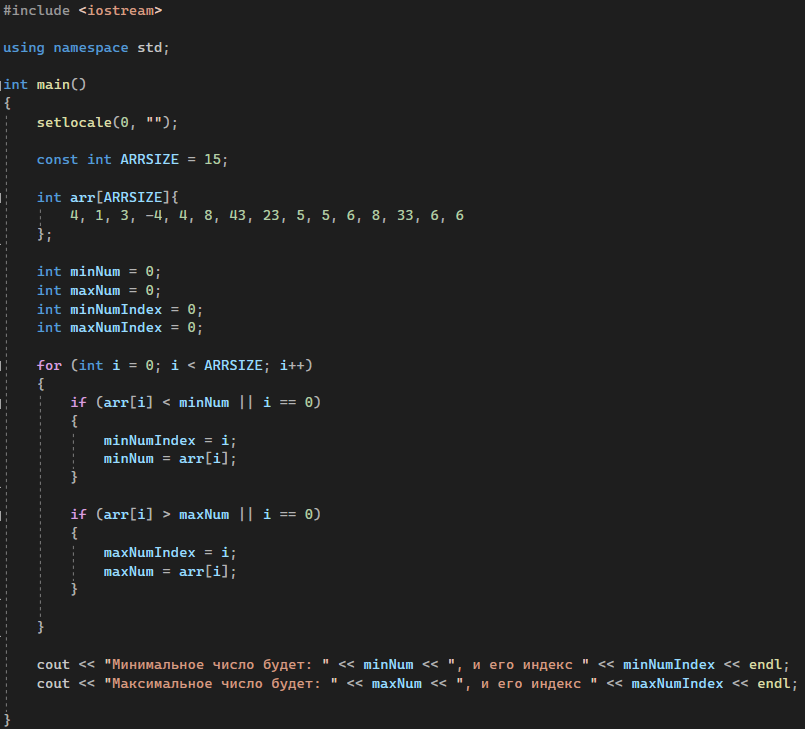 #include <iostream>
using namespace std;
int main()
{
setlocale(0, "");
const int ARRSIZE = 15;
int arr[ARRSIZE]{
4, 1, 3, -4, 4, 8, 43, 23, 5, 5, 6, 8, 33, 6, 6
};
int minNum = 0;
int maxNum = 0;
int minNumIndex = 0;
int maxNumIndex = 0;
for (int i = 0; i < ARRSIZE; i++)
{
if (arr[i] < minNum || i == 0)
{
minNumIndex = i;
minNum = arr[i];
}
if (arr[i] > maxNum || i == 0)
{
maxNumIndex = i;
maxNum = arr[i];
}
}
cout << "Минимальное число будет: " << minNum << ", и его индекс " << minNumIndex << endl;
cout << "Максимальное число будет: " << maxNum << ", и его индекс " << maxNumIndex << endl;
}